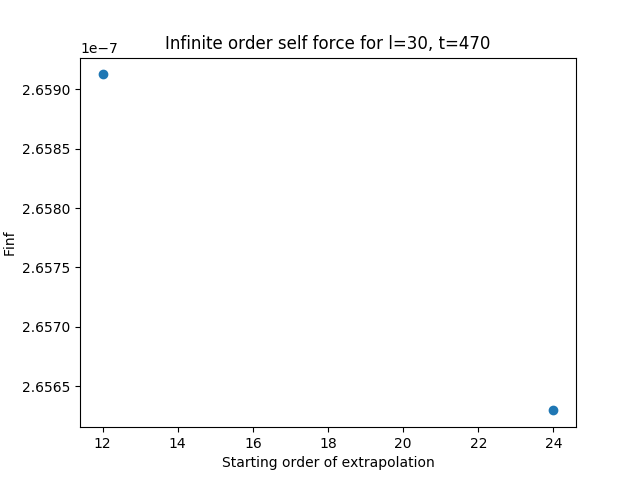 Infinite order self force for l=30, t=470
1e−7
2.6590
2.6585
2.6580
2.6575
2.6570
2.6565
Finf
12 14 16 18 20 22 24
Starting order of extrapolation